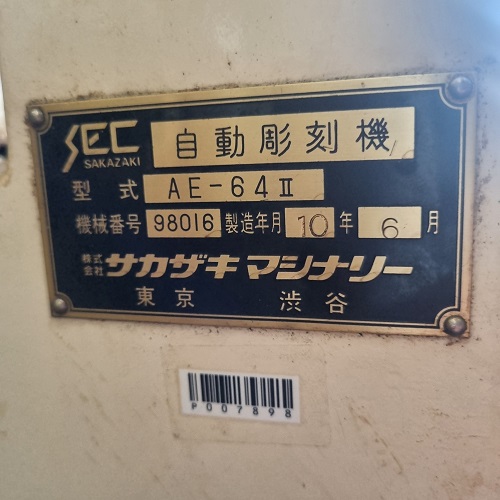 SEC
SAKAZAKI
自動彫刻機
型式 AE-64II
機械番号 98016 製造年月 10年 6月
株式会社 サカザキマシナリー
東京 渋谷
P007898